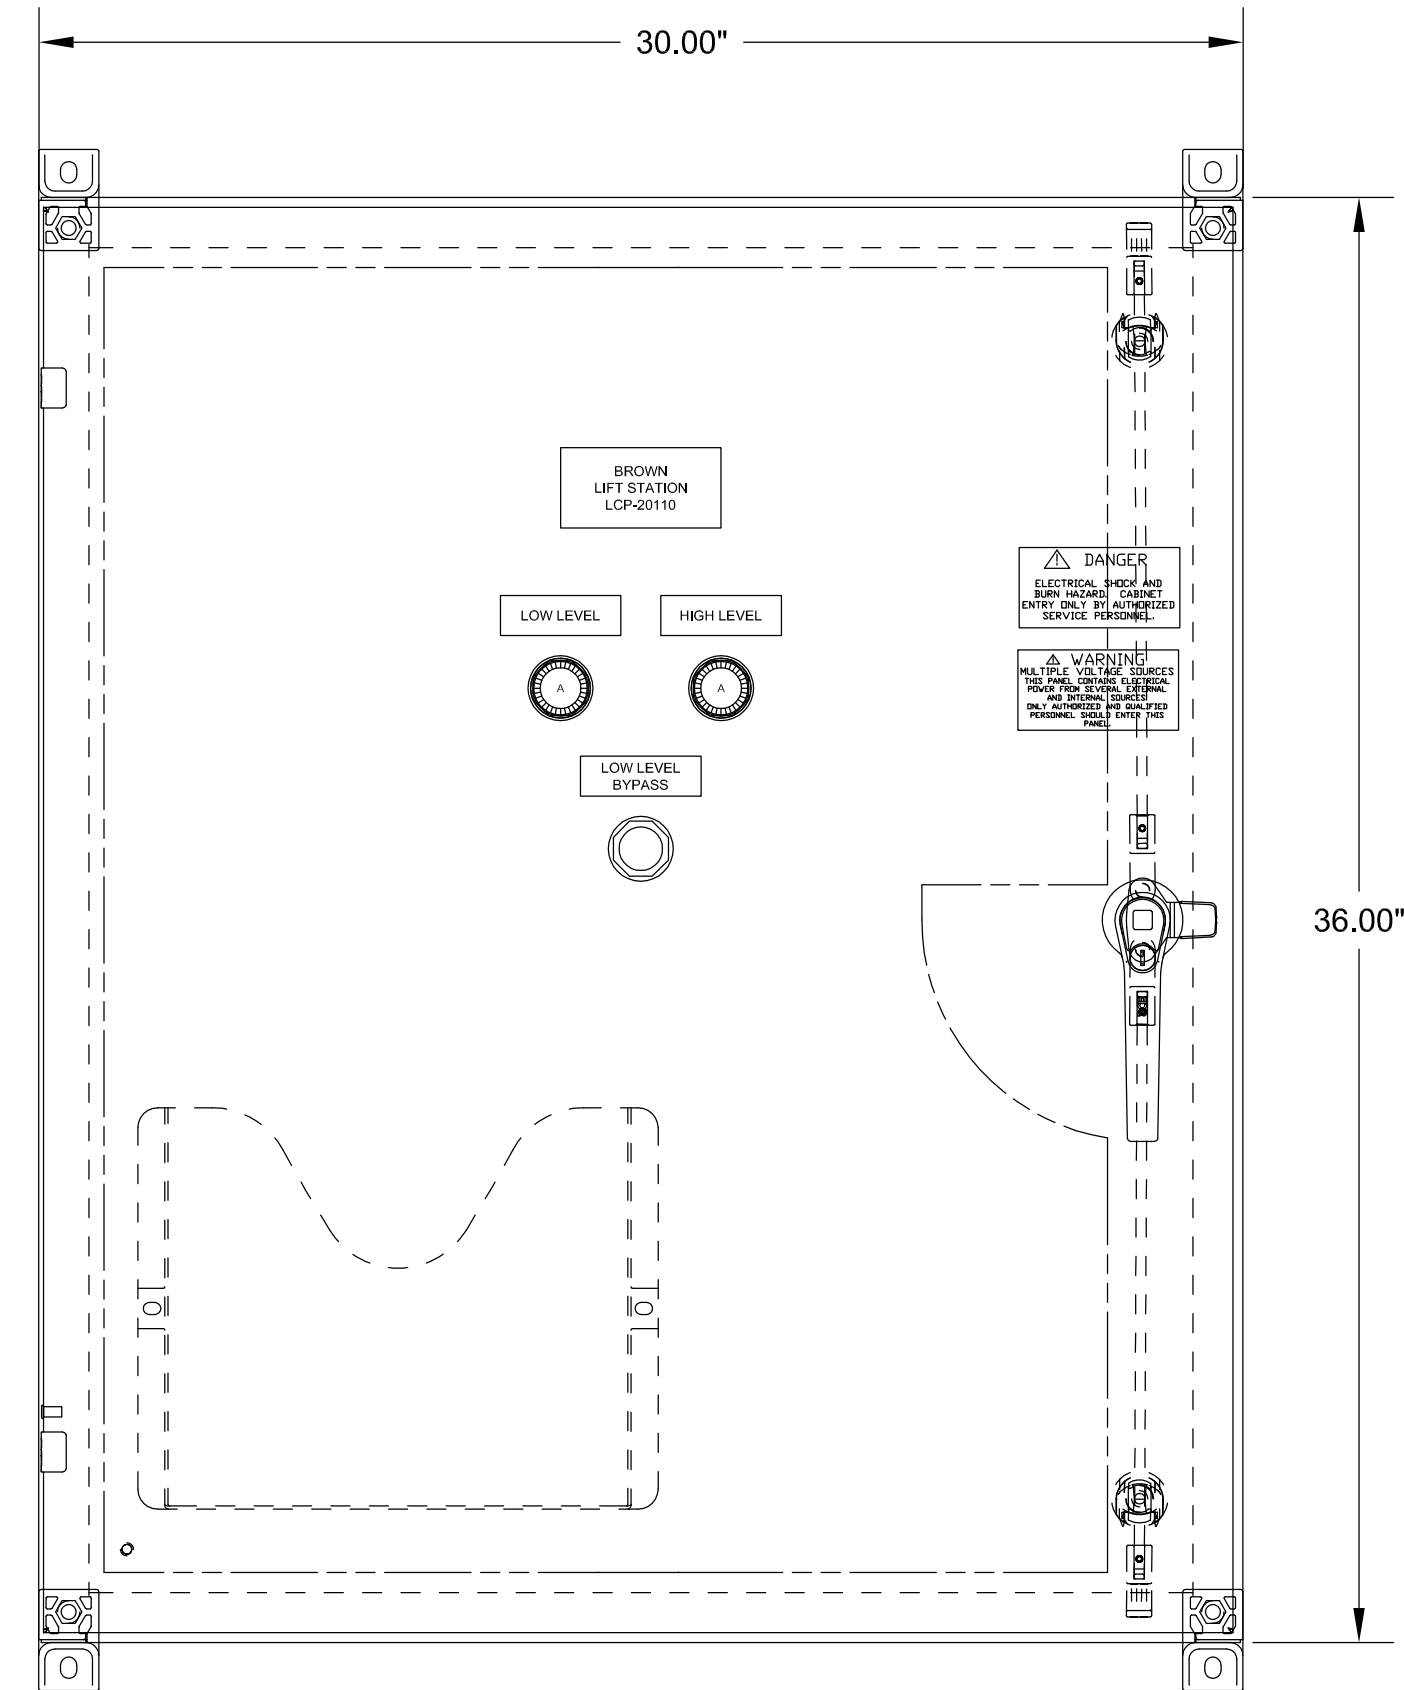 30.00"
BROWN
LIFT STATION
LCP-20110
DANGER
ELECTRICAL SHOCK AND
BURN HAZARD. CABINET
ENTRY ONLY BY AUTHORIZED
SERVICE PERSONNEL.
LOW LEVEL
HIGH LEVEL
WARNING
MULTIPLE VOLTAGE SOURCES
THIS PANEL CONTAINS ELECTRICAL
POWER FROM SEVERAL EXTERNAL
AND INTERNAL SOURCES
ONLY AUTHORIZED AND QUALIFIED
PERSONNEL SHOULD ENTER THIS
PANEL.
A
A
LOW LEVEL
BYPASS
36.00"